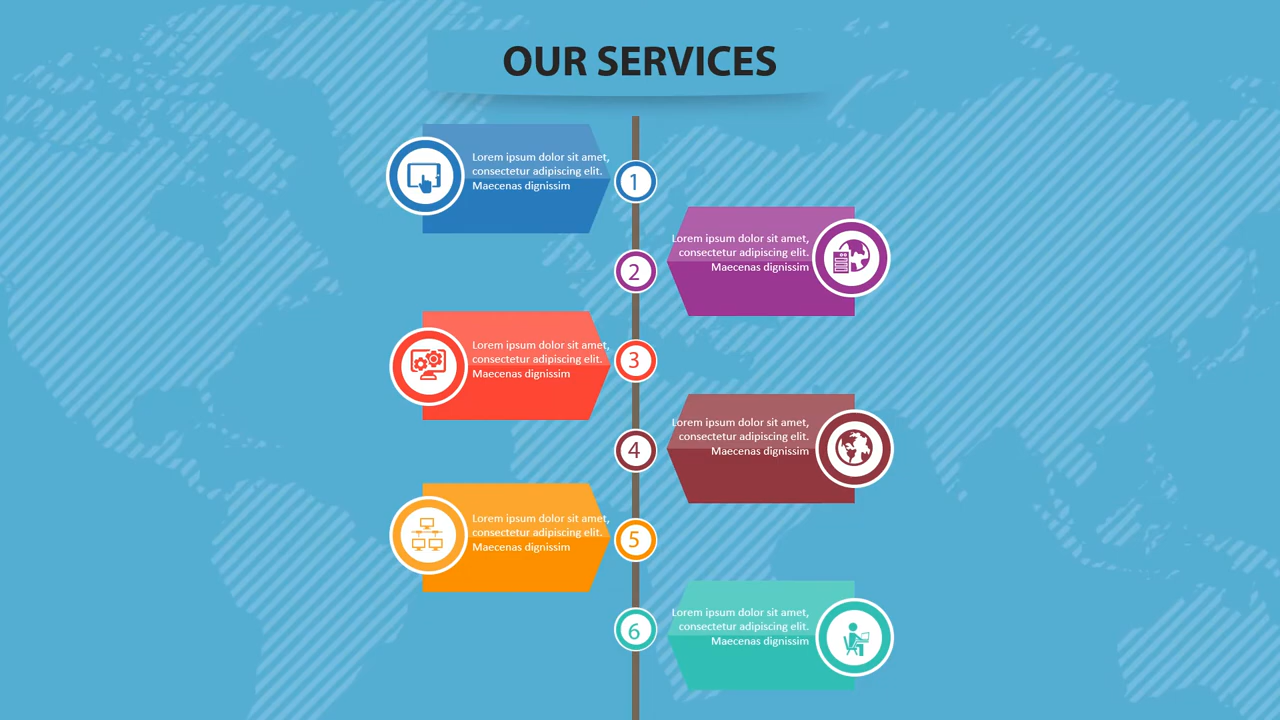 OUR SERVICES
Lorem ipsum dolor sit amet,
consectetur adipiscing elit.
Maecenas dignissim
1
Lorem ipsum dolor sit amet,
consectetur adipiscing elit.
Maecenas dignissim
2
Lorem ipsum dolor sit amet,
consectetur adipiscing elit.
Maecenas dignissim
3
Lorem ipsum dolor sit amet,
consectetur adipiscing elit.
Maecenas dignissim
4
Lorem ipsum dolor sit amet,
consectetur adipiscing elit.
Maecenas dignissim
5
Lorem ipsum dolor sit amet,
consectetur adipiscing elit.
Maecenas dignissim
6